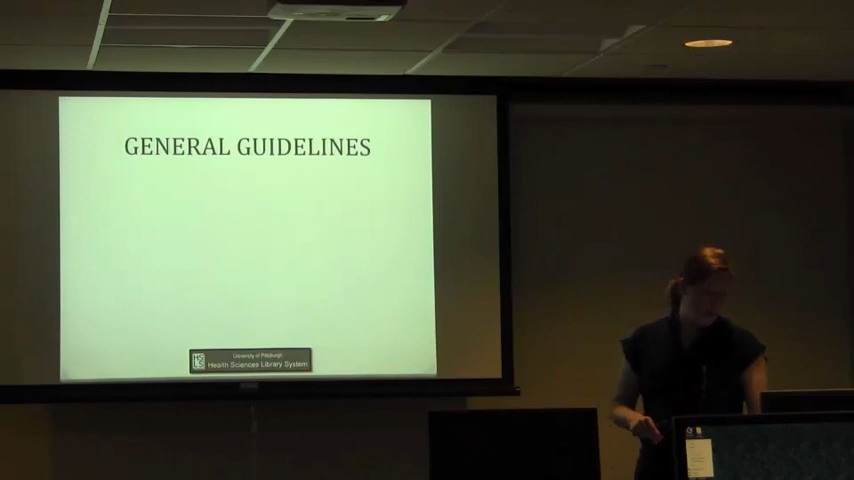 GENERAL GUIDELINES
University of Pittsburgh
Health Sciences Library System